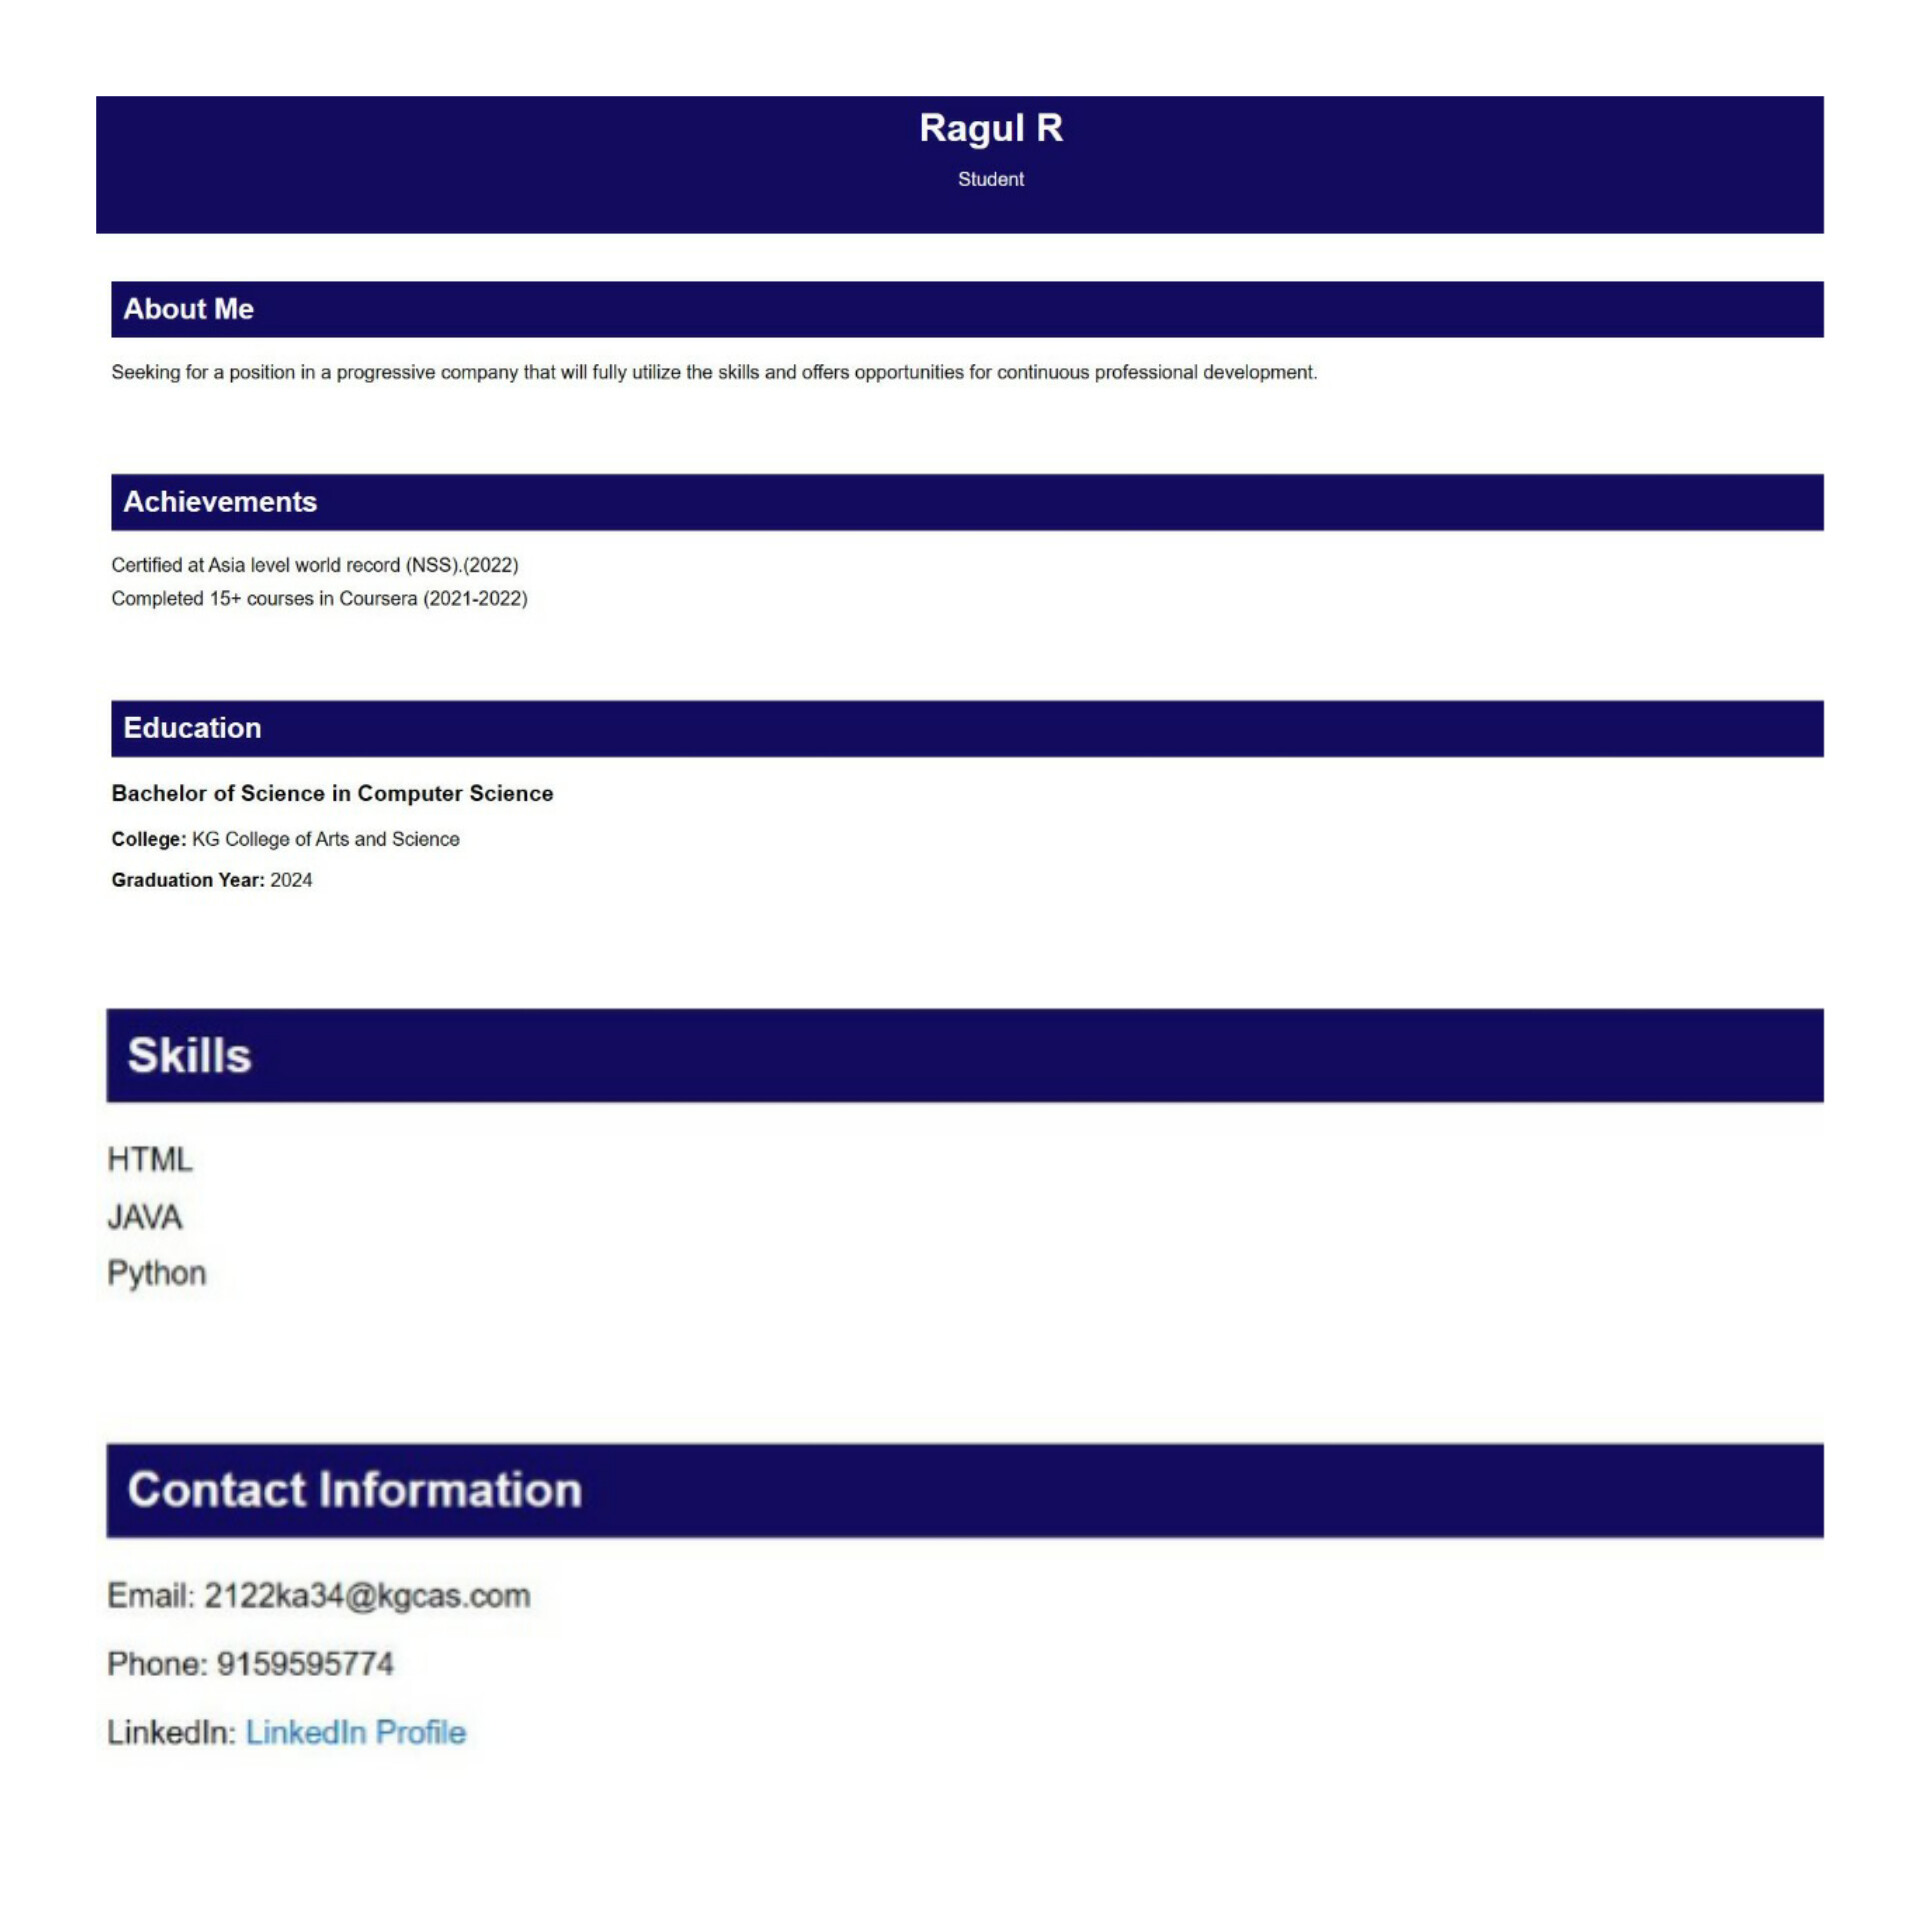 Ragul R
Student
About Me
Seeking for a position in a progressive company that will fully utilize the skills and offers opportunities for continuous professional development.
Achievements
Certified at Asia level world record (NSS).(2022)
Completed 15+ courses in Coursera (2021-2022)
Education
Bachelor of Science in Computer Science
College: KG College of Arts and Science
Graduation Year: 2024
Skills
HTML
JAVA
Python
Contact Information
Email: 2122ka34@kgcas.com
Phone: 9159595774
LinkedIn: LinkedIn Profile